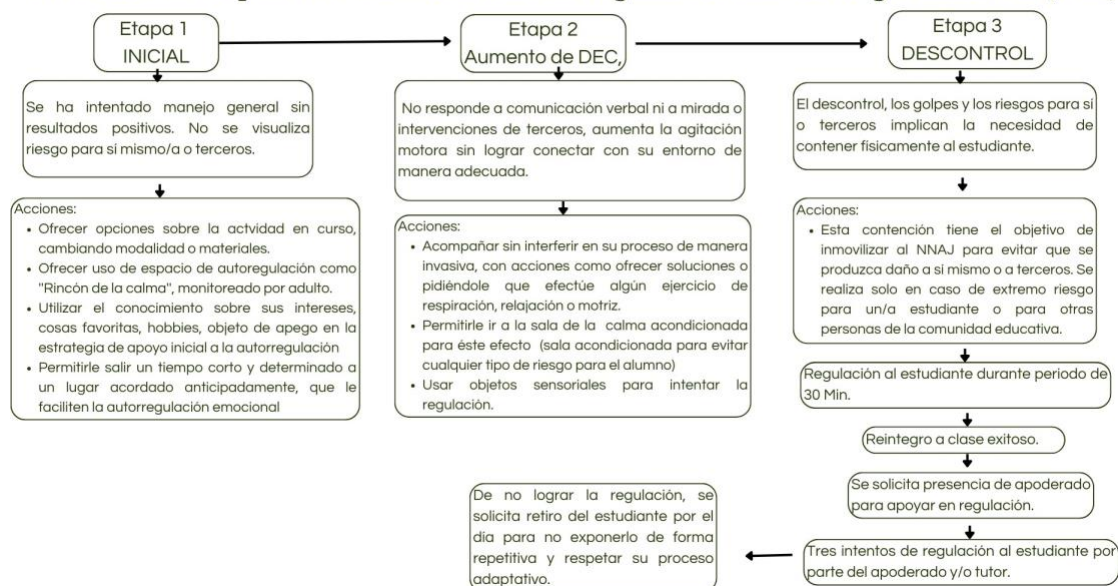 Etapa 1
INICIAL
Se ha intentado manejo general sin
resultados positivos. No se visualiza
riesgo para sí mismo/a o terceros.
Acciones:
• Ofrecer opciones sobre la actvidad en curso,
cambiando modalidad o materiales.
• Ofrecer uso de espacio de autoregulación como
"Rincón de la calma", monitoreado por adulto.
• Utilizar el conocimiento sobre sus intereses,
cosas favoritas, hobbies, objeto de apego en la
estrategia de apoyo inicial a la autorregulación
• Permitirle salir un tiempo corto y determinado a
un lugar acordado anticipadamente, que le
faciliten la autorregulación emocional
Etapa 2
Aumento de DEC,
No responde a comunicación verbal ni a mirada o
intervenciones de terceros, aumenta la agitación
motora sin lograr conectar con su entorno de
manera adecuada.
Acciones:
• Acompañar sin interferir en su proceso de manera
invasiva, con acciones como ofrecer soluciones o
pidiéndole que efectúe algún ejercicio de
respiración, relajación o motriz.
• Permitirle ir a la sala de la calma acondicionada
para éste efecto (sala acondicionada para evitar
cualquier tipo de riesgo para el alumno)
• Usar objetos sensoriales para intentar la
regulación.
Etapa 3
DESCONTROL
El descontrol, los golpes y los riesgos para sí
o terceros implican la necesidad de
contener físicamente al estudiante.
Acciones:
• Esta contención tiene el objetivo de
inmovilizar al NNAJ para evitar que se
produzca daño a sí mismo o a terceros. Se
realiza solo en caso de extremo riesgo
para un/a estudiante o para otras
personas de la comunidad educativa.
Regulación al estudiante durante periodo de
30 Min.
Reintegro a clase exitoso.
Se solicita presencia de apoderado
para apoyar en regulación.
Tres intentos de regulación al estudiante por
parte del apoderado y/o tutor.
De no lograr la regulación, se
solicita retiro del estudiante por el
día para no exponerlo de forma
repetitiva y respetar su proceso
adaptativo.